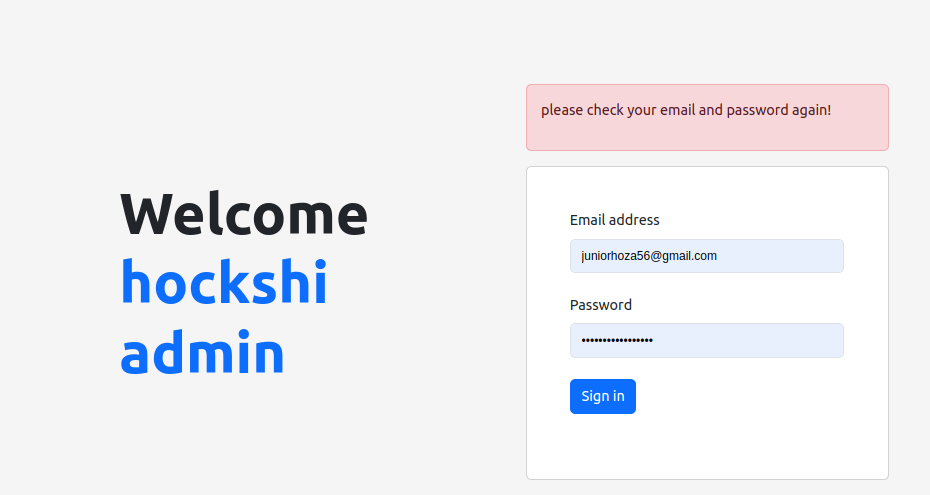 please check your email and password again!
Welcome
hockshi
admin
Email address
juniorhoza56@gmail.com
Password
•••••••••••••••••
Sign in